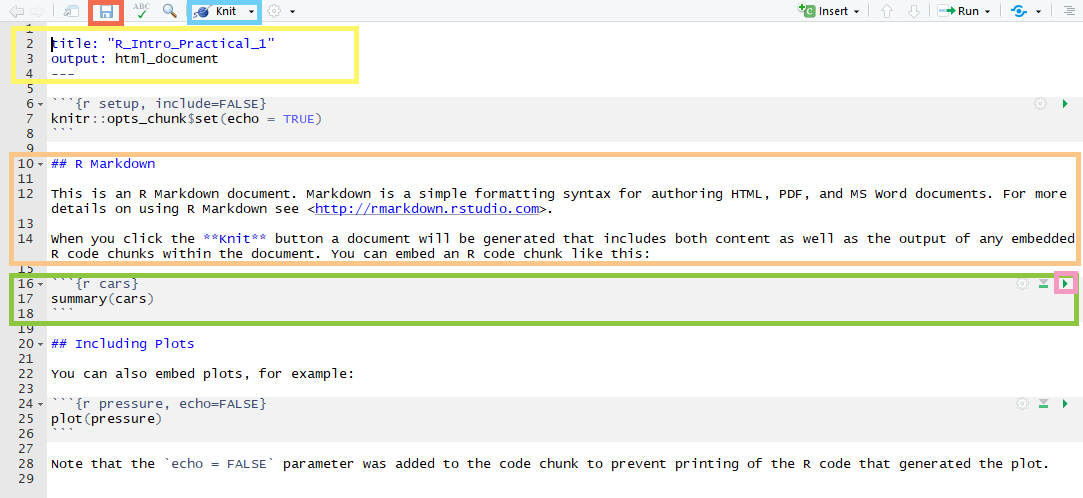 ABC Knit Insert Run
1
2 title: "R_Intro_Practical_1"
3 output: html_document
4 ---
5
6 ```{r setup, include=FALSE}
7 knitr::opts_chunk$set(echo = TRUE)
8 ```
9
10 ## R Markdown
11
12 This is an R Markdown document. Markdown is a simple formatting syntax for authoring HTML, PDF, and MS Word documents. For more
details on using R Markdown see <http://rmarkdown.rstudio.com>.
13
14 When you click the **Knit** button a document will be generated that includes both content as well as the output of any embedded
R code chunks within the document. You can embed an R code chunk like this:
15
16 ```{r cars}
17 summary(cars)
18 ```
19
20 ## Including Plots
21
22 You can also embed plots, for example:
23
24 ```{r pressure, echo=FALSE}
25 plot(pressure)
26 ```
27
28 Note that the `echo = FALSE` parameter was added to the code chunk to prevent printing of the R code that generated the plot.
29